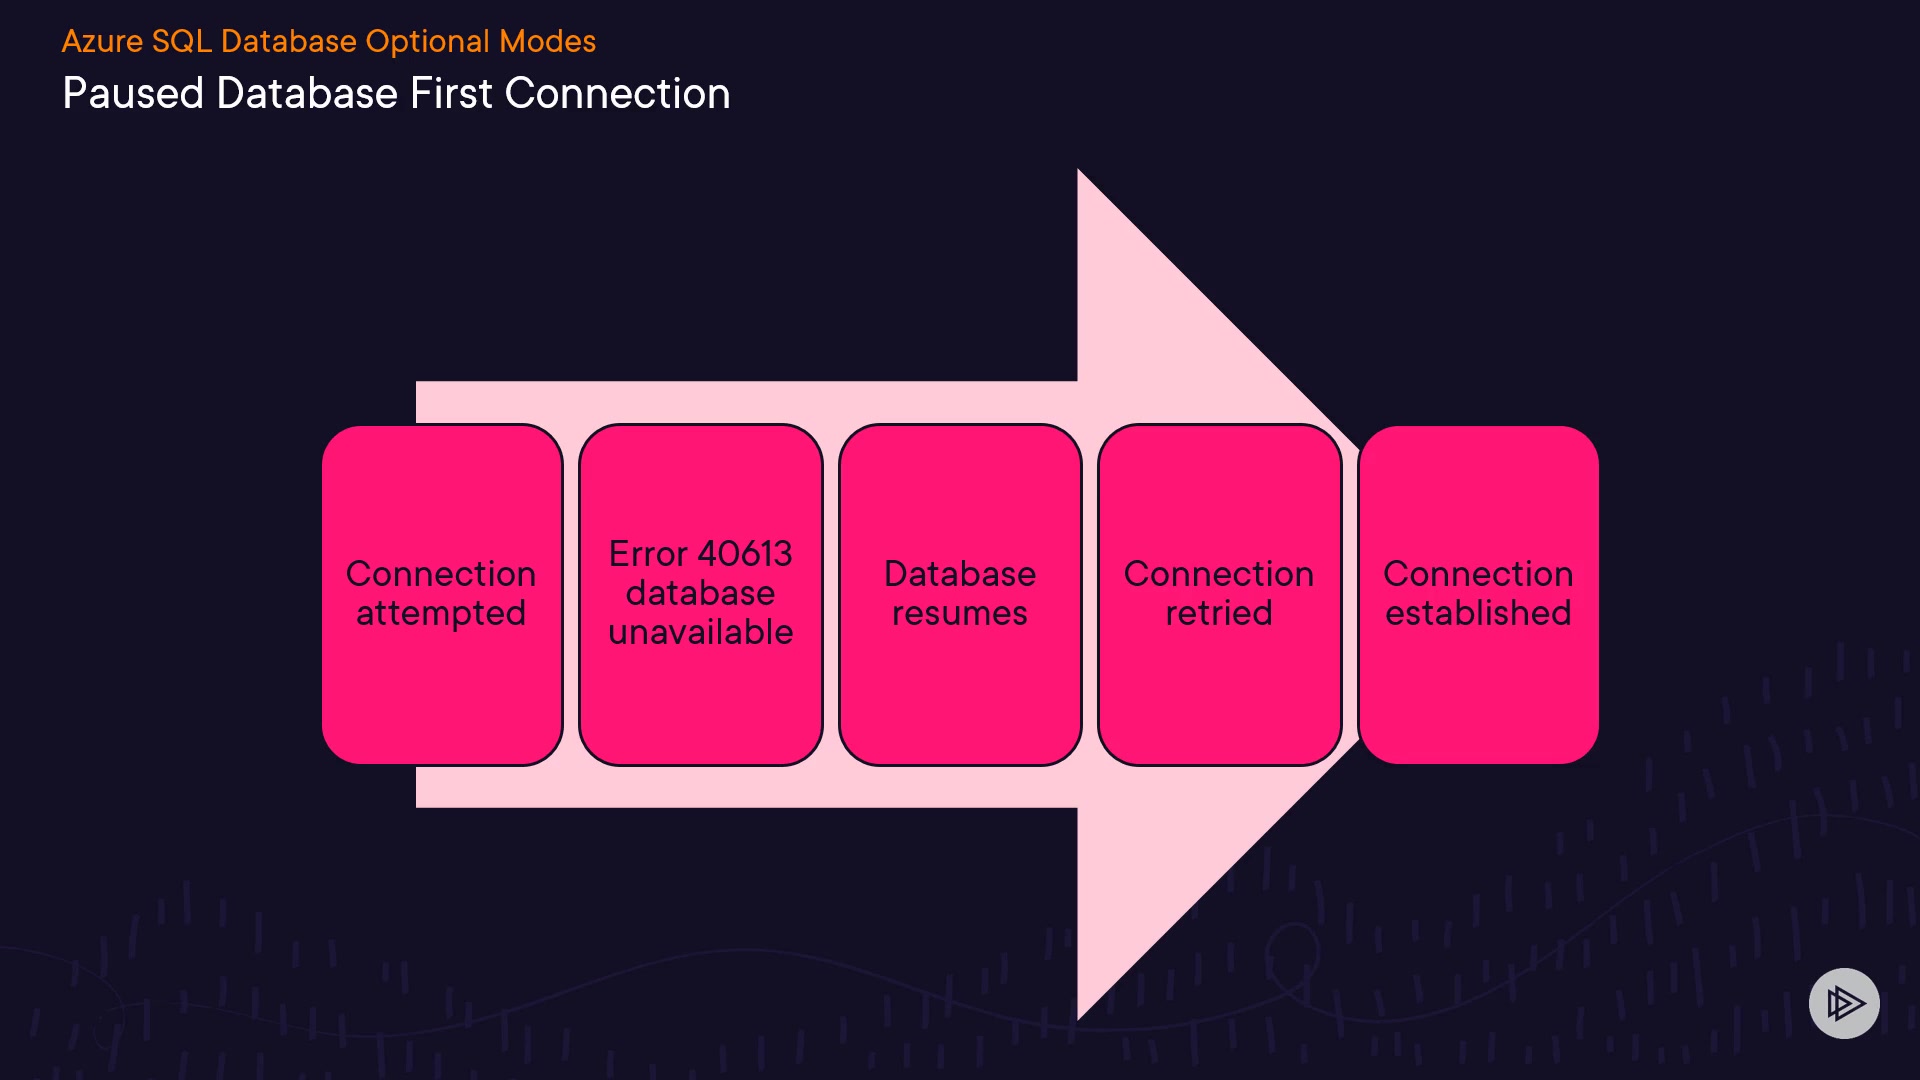 Azure SQL Database Optional Modes
Paused Database First Connection
Connection
attempted
Error 40613
database
unavailable
Database
resumes
Connection
retried
Connection
established